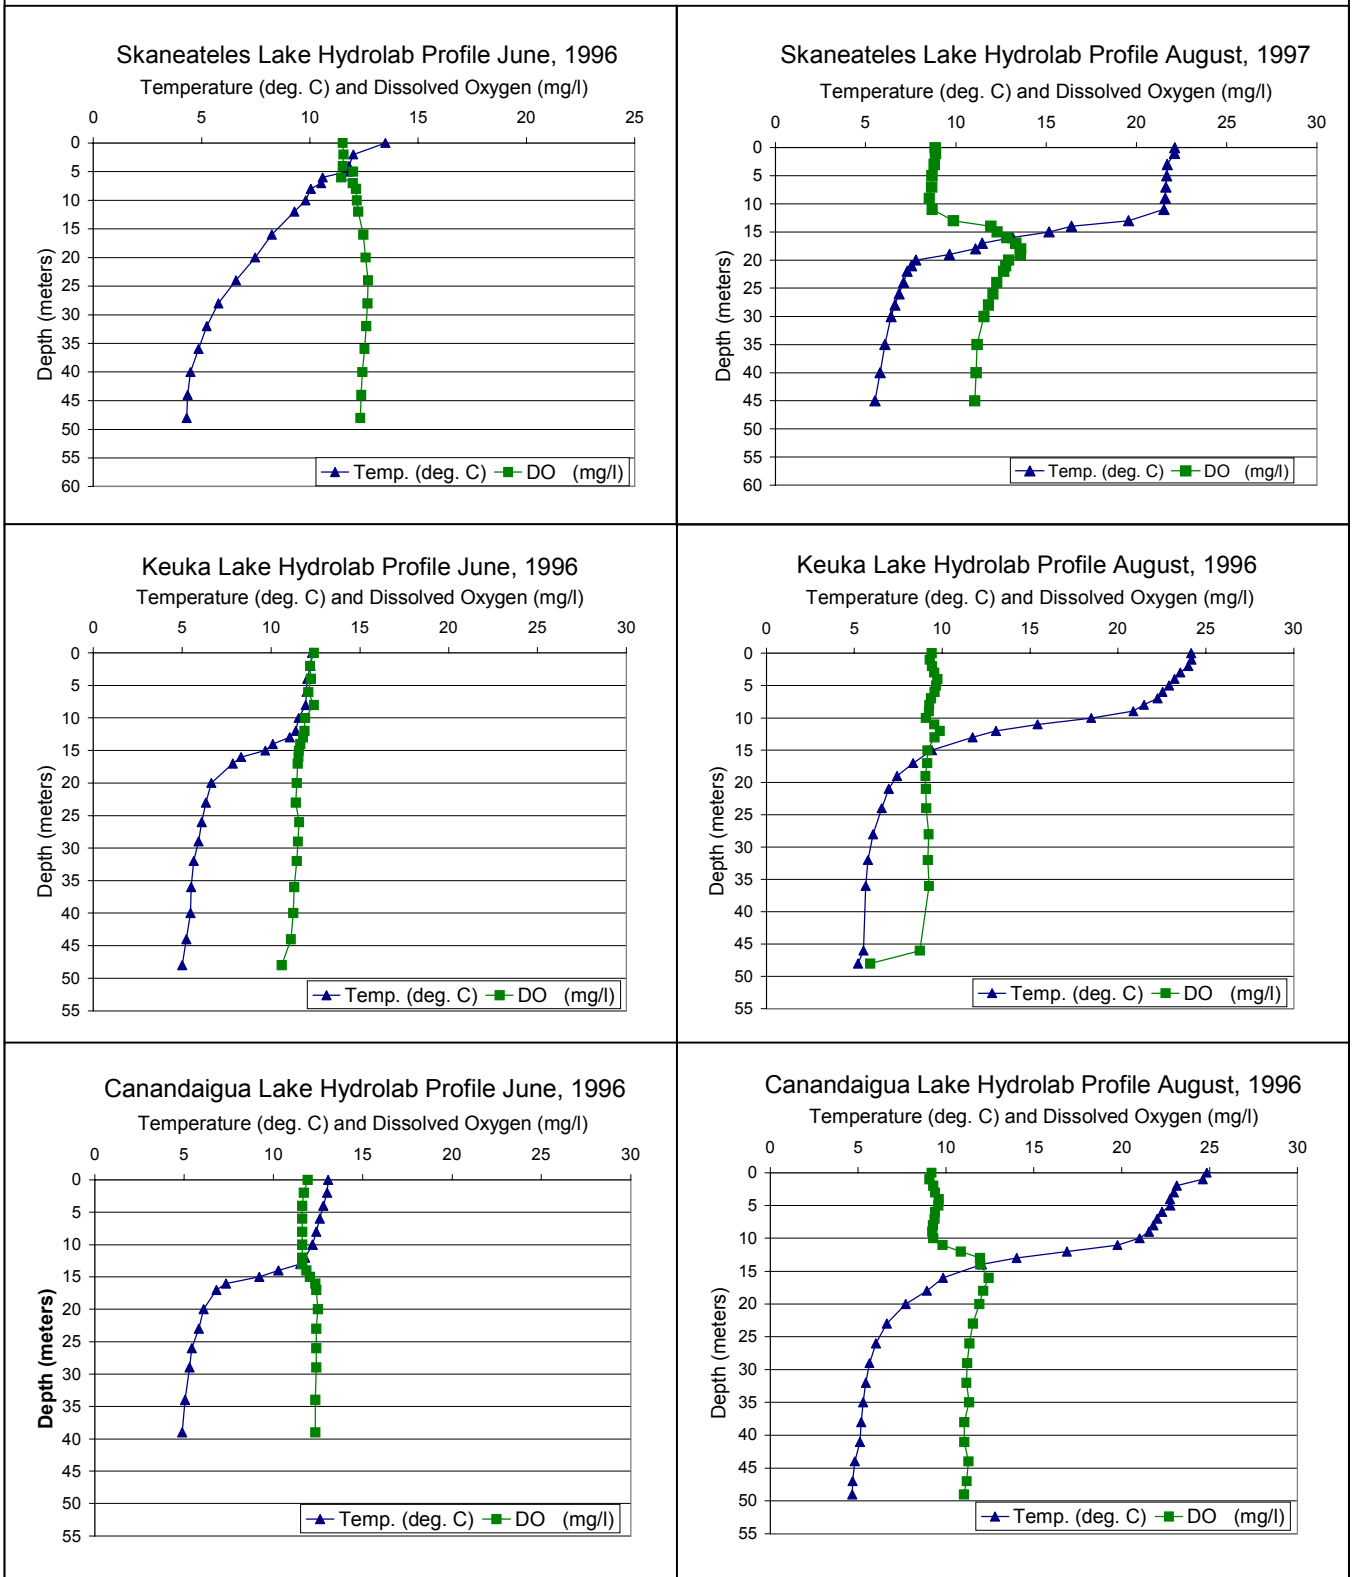 Skaneateles Lake Hydrolab Profile June, 1996
Temperature (deg. C) and Dissolved Oxygen (mg/l)
0 5 10 15 20 25
0
5
10
15
20
25
30
35
40
45
50
55
60
Depth (meters)
Temp. (deg. C) DO (mg/l)
Skaneateles Lake Hydrolab Profile August, 1997
Temperature (deg. C) and Dissolved Oxygen (mg/l)
0 5 10 15 20 25 30
0
5
10
15
20
25
30
35
40
45
50
55
60
Depth (meters)
Temp. (deg. C) DO (mg/l)
Keuka Lake Hydrolab Profile June, 1996
Temperature (deg. C) and Dissolved Oxygen (mg/l)
0 5 10 15 20 25 30
0
5
10
15
20
25
30
35
40
45
50
55
Depth (meters)
Temp. (deg. C) DO (mg/l)
Keuka Lake Hydrolab Profile August, 1996
Temperature (deg. C) and Dissolved Oxygen (mg/l)
0 5 10 15 20 25 30
0
5
10
15
20
25
30
35
40
45
50
55
Depth (meters)
Temp. (deg. C) DO (mg/l)
Canandaigua Lake Hydrolab Profile June, 1996
Temperature (deg. C) and Dissolved Oxygen (mg/l)
0 5 10 15 20 25 30
0
5
10
15
20
25
30
35
40
45
50
55
Depth (meters)
Temp. (deg. C) DO (mg/l)
Canandaigua Lake Hydrolab Profile August, 1996
Temperature (deg. C) and Dissolved Oxygen (mg/l)
0 5 10 15 20 25 30
0
5
10
15
20
25
30
35
40
45
50
55
Depth (meters)
Temp. (deg. C) DO (mg/l)